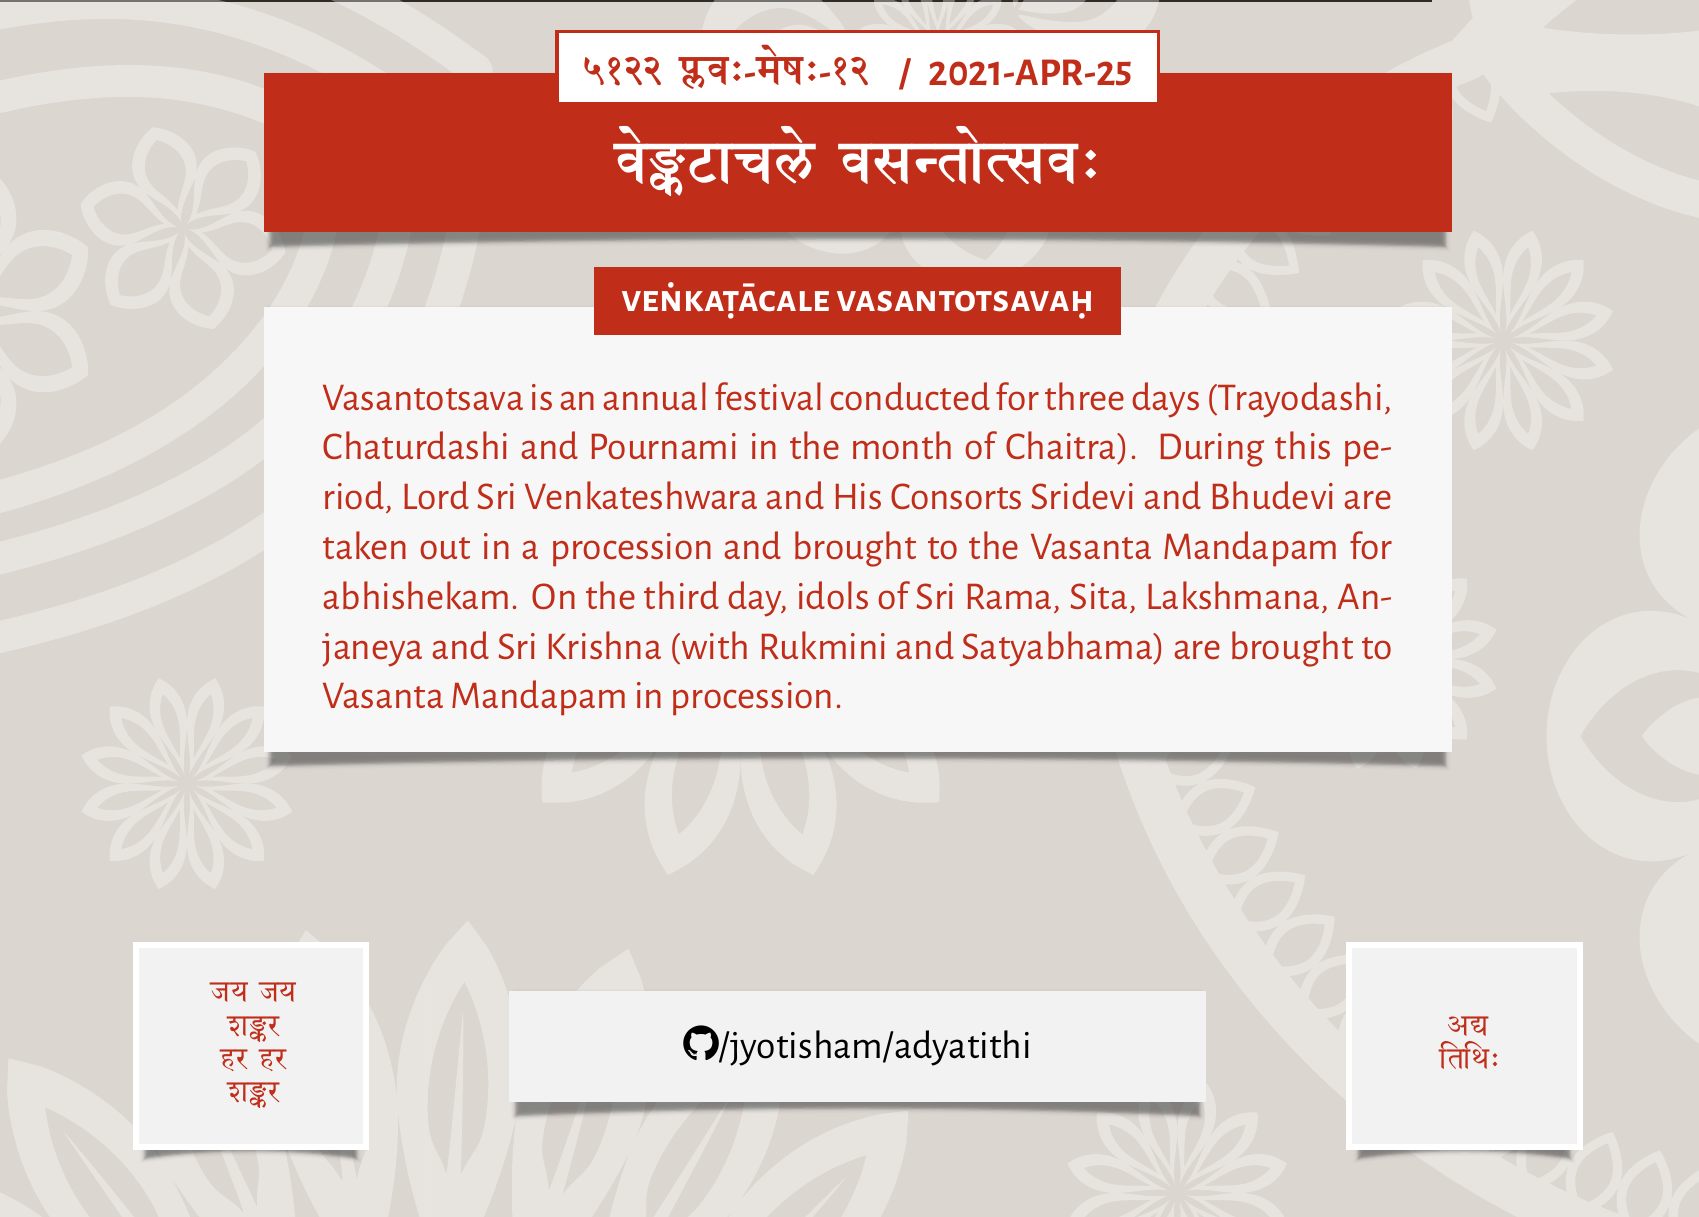 ५१२२ प्लवः-मेषः-१२ / 2021-APR-25
वेङ्कटाचले वसन्तोत्सवः
VEṄKAṬĀCALE VASANTOTSAVAḤ
Vasantotsava is an annual festival conducted for three days (Trayodashi,
Chaturdashi and Pournami in the month of Chaitra). During this pe-
riod, Lord Sri Venkateshwara and His Consorts Sridevi and Bhudevi are
taken out in a procession and brought to the Vasanta Mandapam for
abhishekam. On the third day, idols of Sri Rama, Sita, Lakshmana, An-
janeya and Sri Krishna (with Rukmini and Satyabhama) are brought to
Vasanta Mandapam in procession.
जय जय
शङ्कर
हर हर
शङ्कर
/jyotisham/adyatithi
अद्य
तिथिः